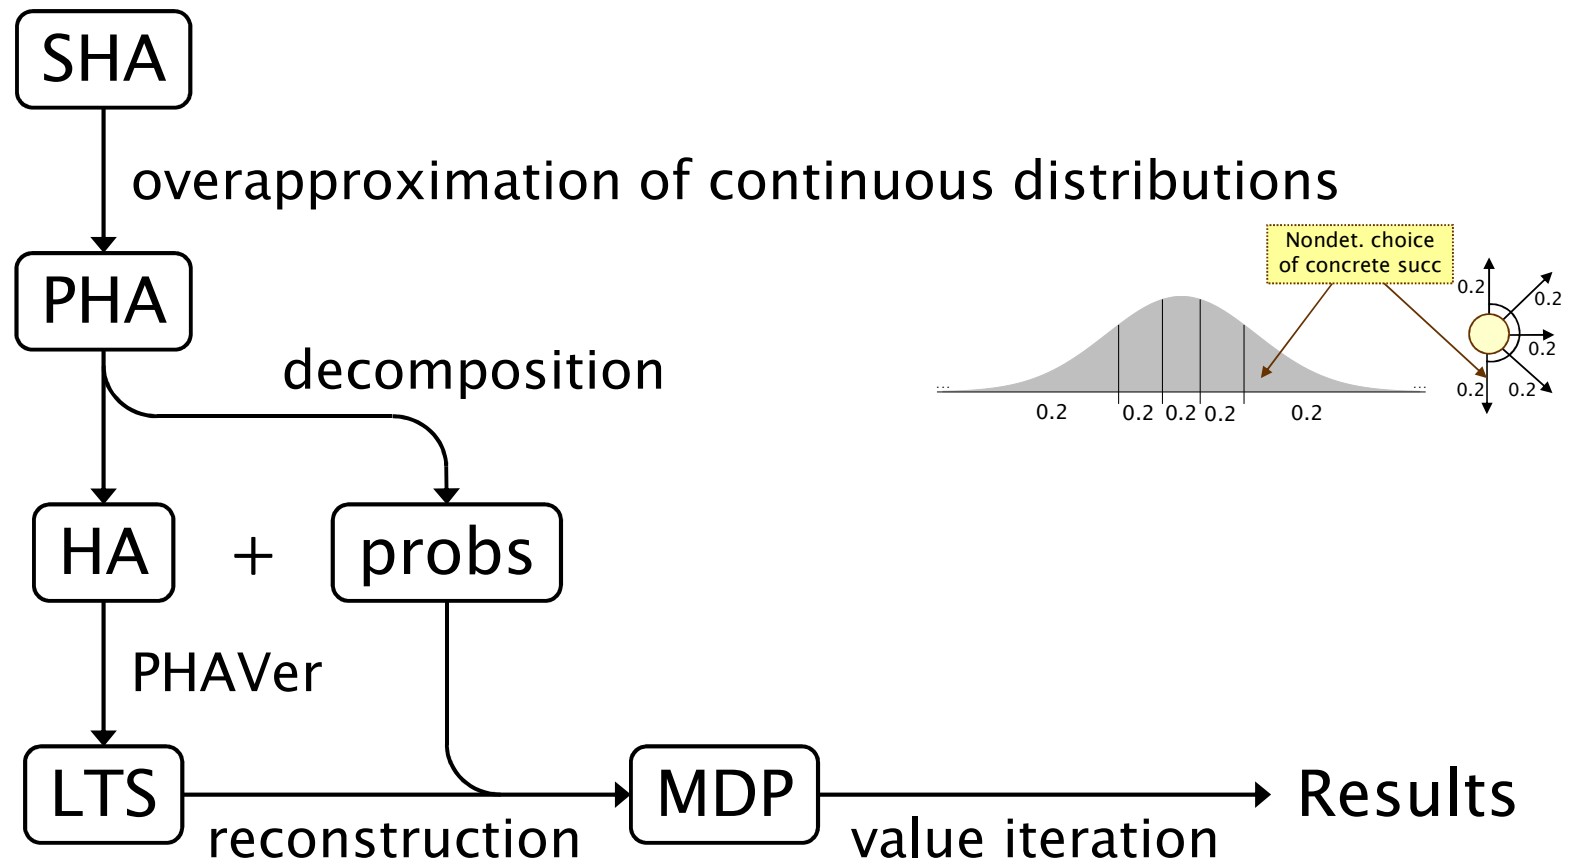 SHA
overapproximation of continuous distributions
Nondet. choice
of concrete succ
PHA
0.2
0.2
0.2
0.2
0.2
decomposition
...
...
0.2
0.2
0.2
0.2
0.2
HA
+
probs
PHAVer
LTS
MDP
Results
reconstruction
value iteration